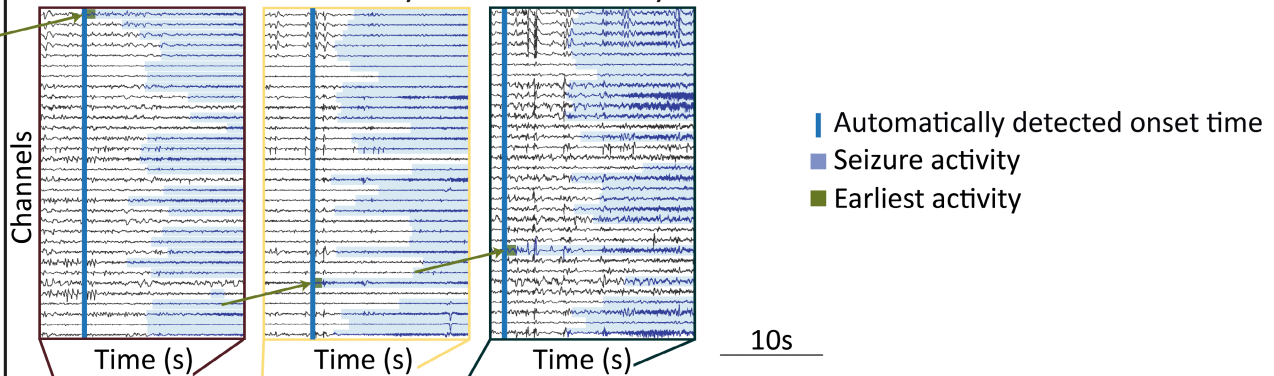 Channels
Time (s)
Time (s)
Time (s)
10s
Automatically detected onset time
Seizure activity
Earliest activity